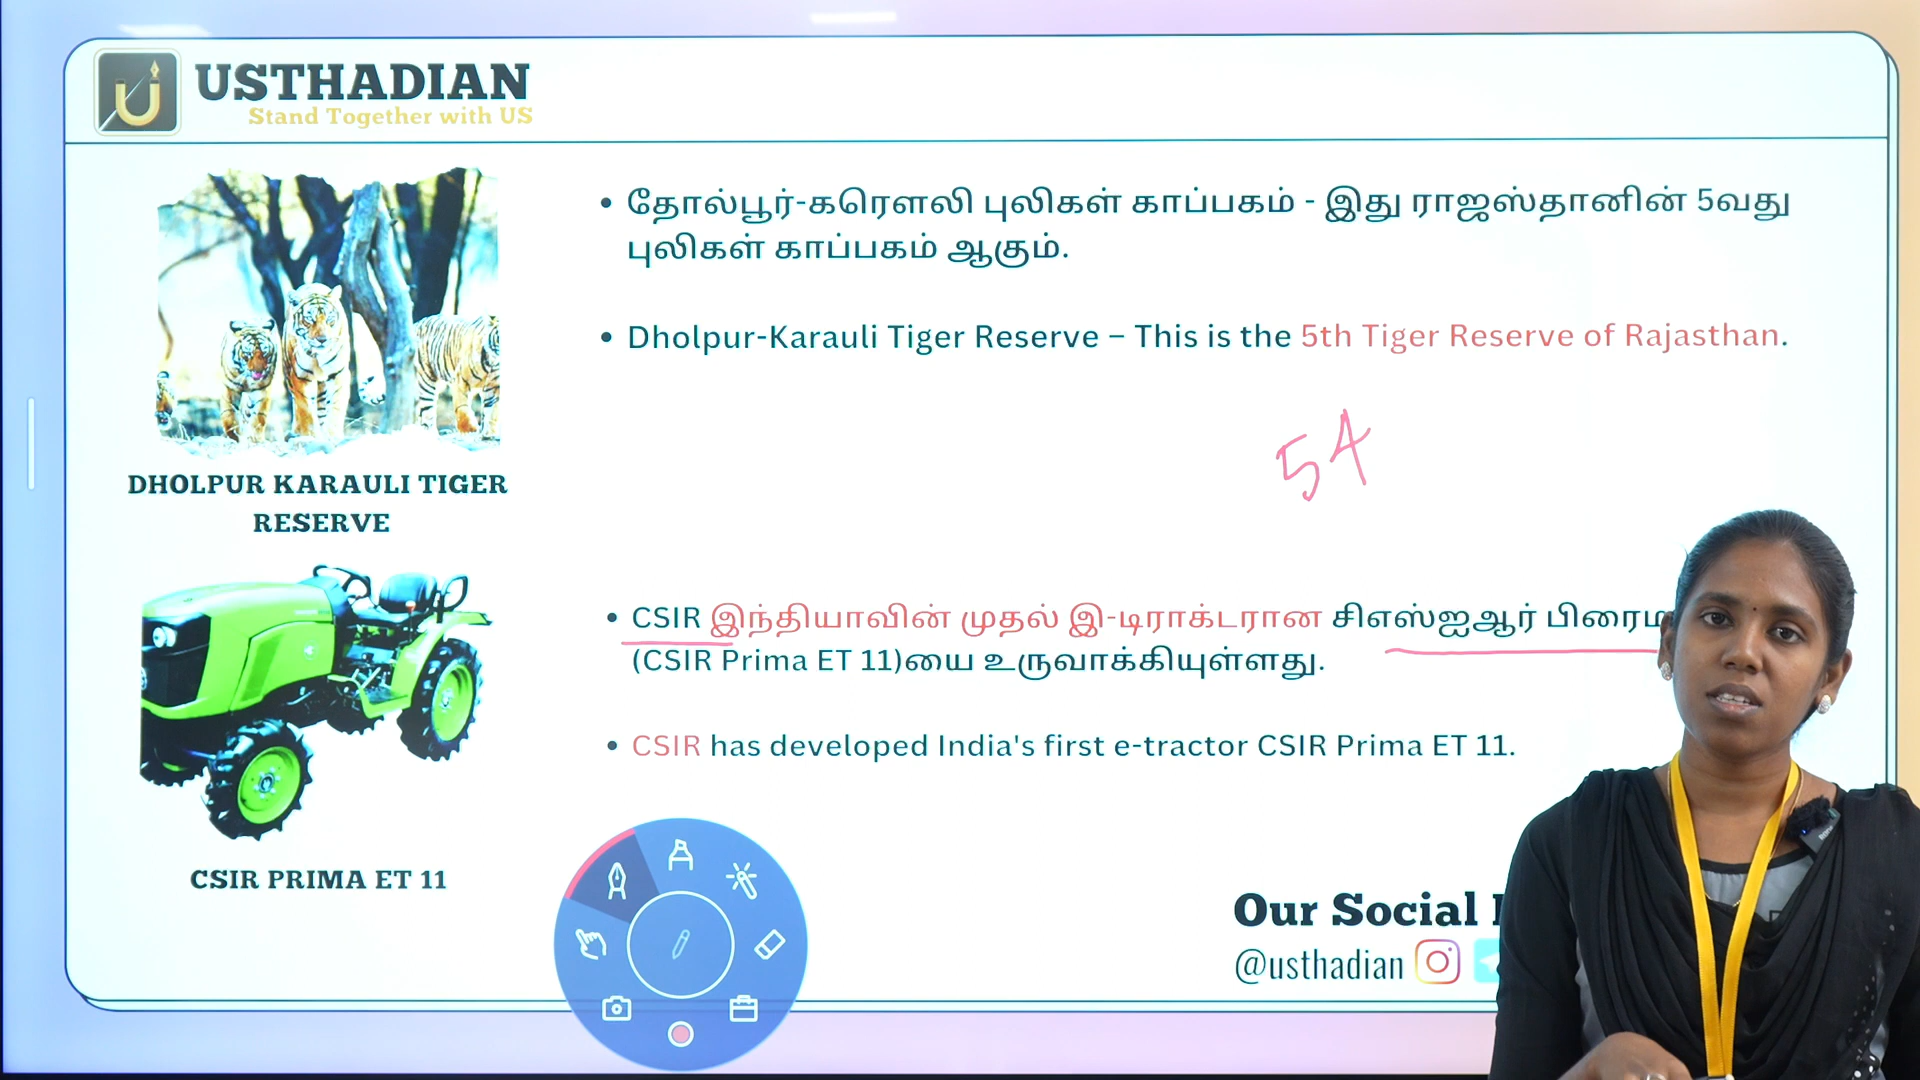 USTHADIAN
Stand Together with US
• தோல்பூர்-கரௌலி புலிகள் காப்பகம் - இது ராஜஸ்தானின் 5வது
புலிகள் காப்பகம் ஆகும்.
• Dholpur-Karauli Tiger Reserve – This is the 5th Tiger Reserve of Rajasthan.
54
DHOLPUR KARAULI TIGER
RESERVE
• CSIR இந்தியாவின் முதல் இ-டிராக்டரான சிஎஸ்ஐஆர்
(CSIR Prima ET 11)யை உருவாக்கியுள்ளது.
• CSIR has developed India's first e-tractor CSIR Prima ET 11.
CSIR PRIMA ET 11
Our Social
@usthadian